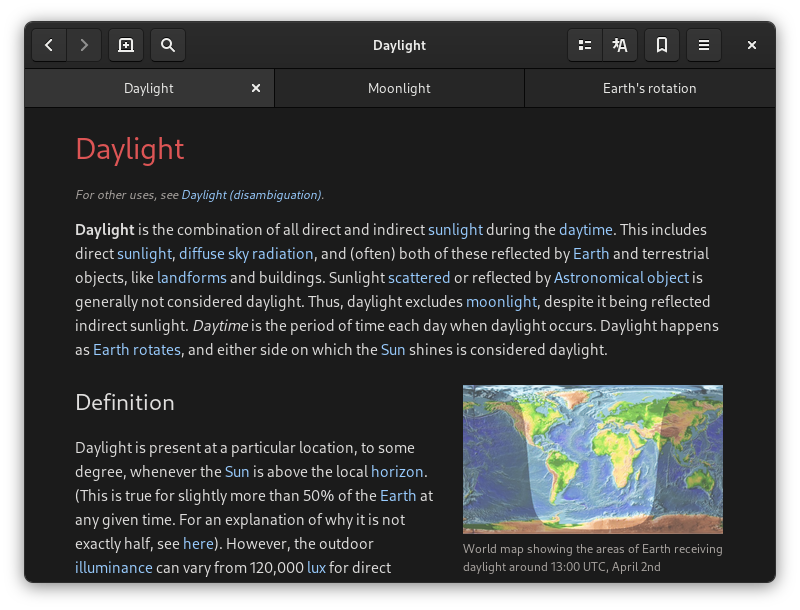 Daylight
Daylight
Moonlight
Earth's rotation
Daylight
For other uses, see Daylight (disambiguation).
Daylight is the combination of all direct and indirect sunlight during the daytime. This includes
direct sunlight, diffuse sky radiation, and (often) both of these reflected by Earth and terrestrial
objects, like landforms and buildings. Sunlight scattered or reflected by Astronomical object is
generally not considered daylight. Thus, daylight excludes moonlight, despite it being reflected
indirect sunlight. Daytime is the period of time each day when daylight occurs. Daylight happens
as Earth rotates, and either side on which the Sun shines is considered daylight.
Definition
Daylight is present at a particular location, to some
degree, whenever the Sun is above the local horizon.
(This is true for slightly more than 50% of the Earth at
any given time. For an explanation of why it is not
exactly half, see here). However, the outdoor
illuminance can vary from 120,000 lux for direct
World map showing the areas of Earth receiving
daylight around 13:00 UTC, April 2nd